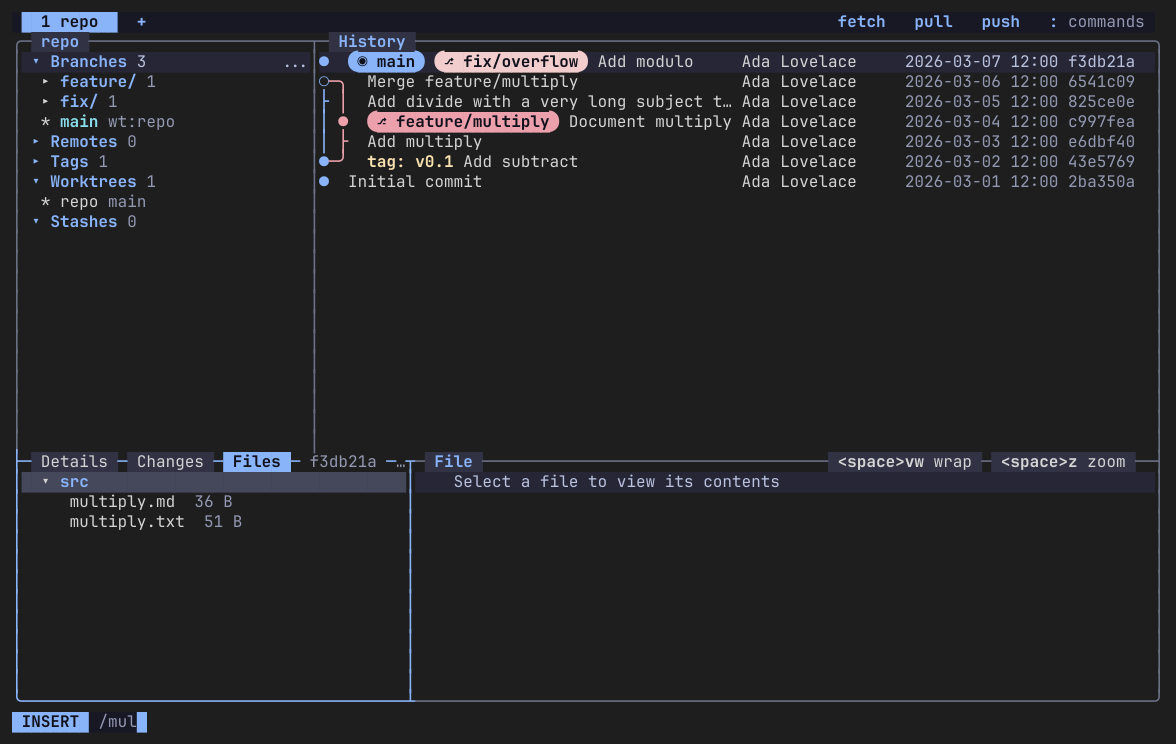 1 repo + fetch pull push : commands
repo History
▾ Branches 3 ... ◉ main ⎇ fix/overflow Add modulo Ada Lovelace 2026-03-07 12:00 f3db21a
▸ feature/ 1 Merge feature/multiply Ada Lovelace 2026-03-06 12:00 6541c09
▸ fix/ 1 Add divide with a very long subject t… Ada Lovelace 2026-03-05 12:00 825ce0e
* main wt:repo ⎇ feature/multiply Document multiply Ada Lovelace 2026-03-04 12:00 c997fea
▸ Remotes 0 Add multiply Ada Lovelace 2026-03-03 12:00 e6dbf40
▸ Tags 1 tag: v0.1 Add subtract Ada Lovelace 2026-03-02 12:00 43e5769
▾ Worktrees 1 Initial commit Ada Lovelace 2026-03-01 12:00 2ba350a
* repo main
▾ Stashes 0
Details Changes Files f3db21a … File <space>vw wrap <space>z zoom
▾ src Select a file to view its contents
multiply.md 36 B
multiply.txt 51 B
INSERT /mul